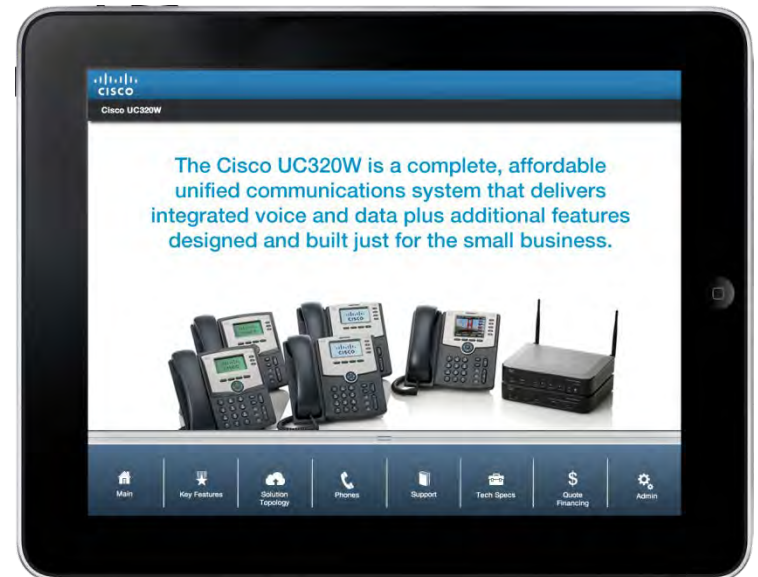 CISCO
Cisco UC320W
The Cisco UC320W is a complete, affordable
unified communications system that delivers
integrated voice and data plus additional features
designed and built just for the small business.
CISCO
CISCO
Main
Key Features
Solution
Topology
Phones
Support
Tech Specs
Quote
Financing
Admin